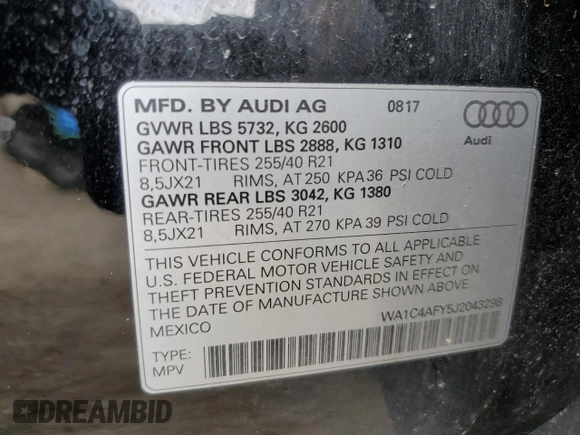 MFD. BY AUDI AG 0817
GVWR LBS 5732, KG 2600
GAWR FRONT LBS 2888, KG 1310
FRONT-TIRES 255/40 R21
8,5JX21 RIMS, AT 250 KPA 36 PSI COLD
GAWR REAR LBS 3042, KG 1380
REAR-TIRES 255/40 R21
8,5JX21 RIMS, AT 270 KPA 39 PSI COLD
Audi
THIS VEHICLE CONFORMS TO ALL APPLICABLE
U.S. FEDERAL MOTOR VEHICLE SAFETY AND
THEFT PREVENTION STANDARDS IN EFFECT ON
THE DATE OF MANUFACTURE SHOWN ABOVE.
MEXICO
WA1C4AFY5J2043298
TYPE:
MPV
DREAMBID